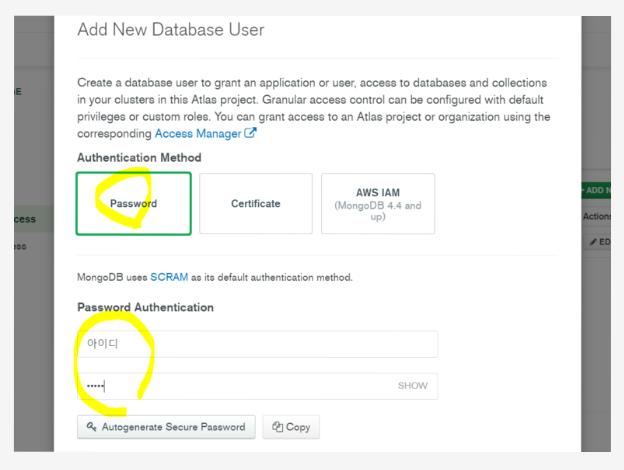 Add New Database User
Create a database user to grant an application or user, access to databases and collections
in your clusters in this Atlas project. Granular access control can be configured with default
privileges or custom roles. You can grant access to an Atlas project or organization using the
corresponding Access Manager
Authentication Method
Password
Certificate
AWS IAM
(MongoDB 4.4 and
up)
MongoDB uses SCRAM as its default authentication method.
Password Authentication
아이디
•••••
SHOW
Autogenerate Secure Password
Copy
ADD N
Actions
ED
cess